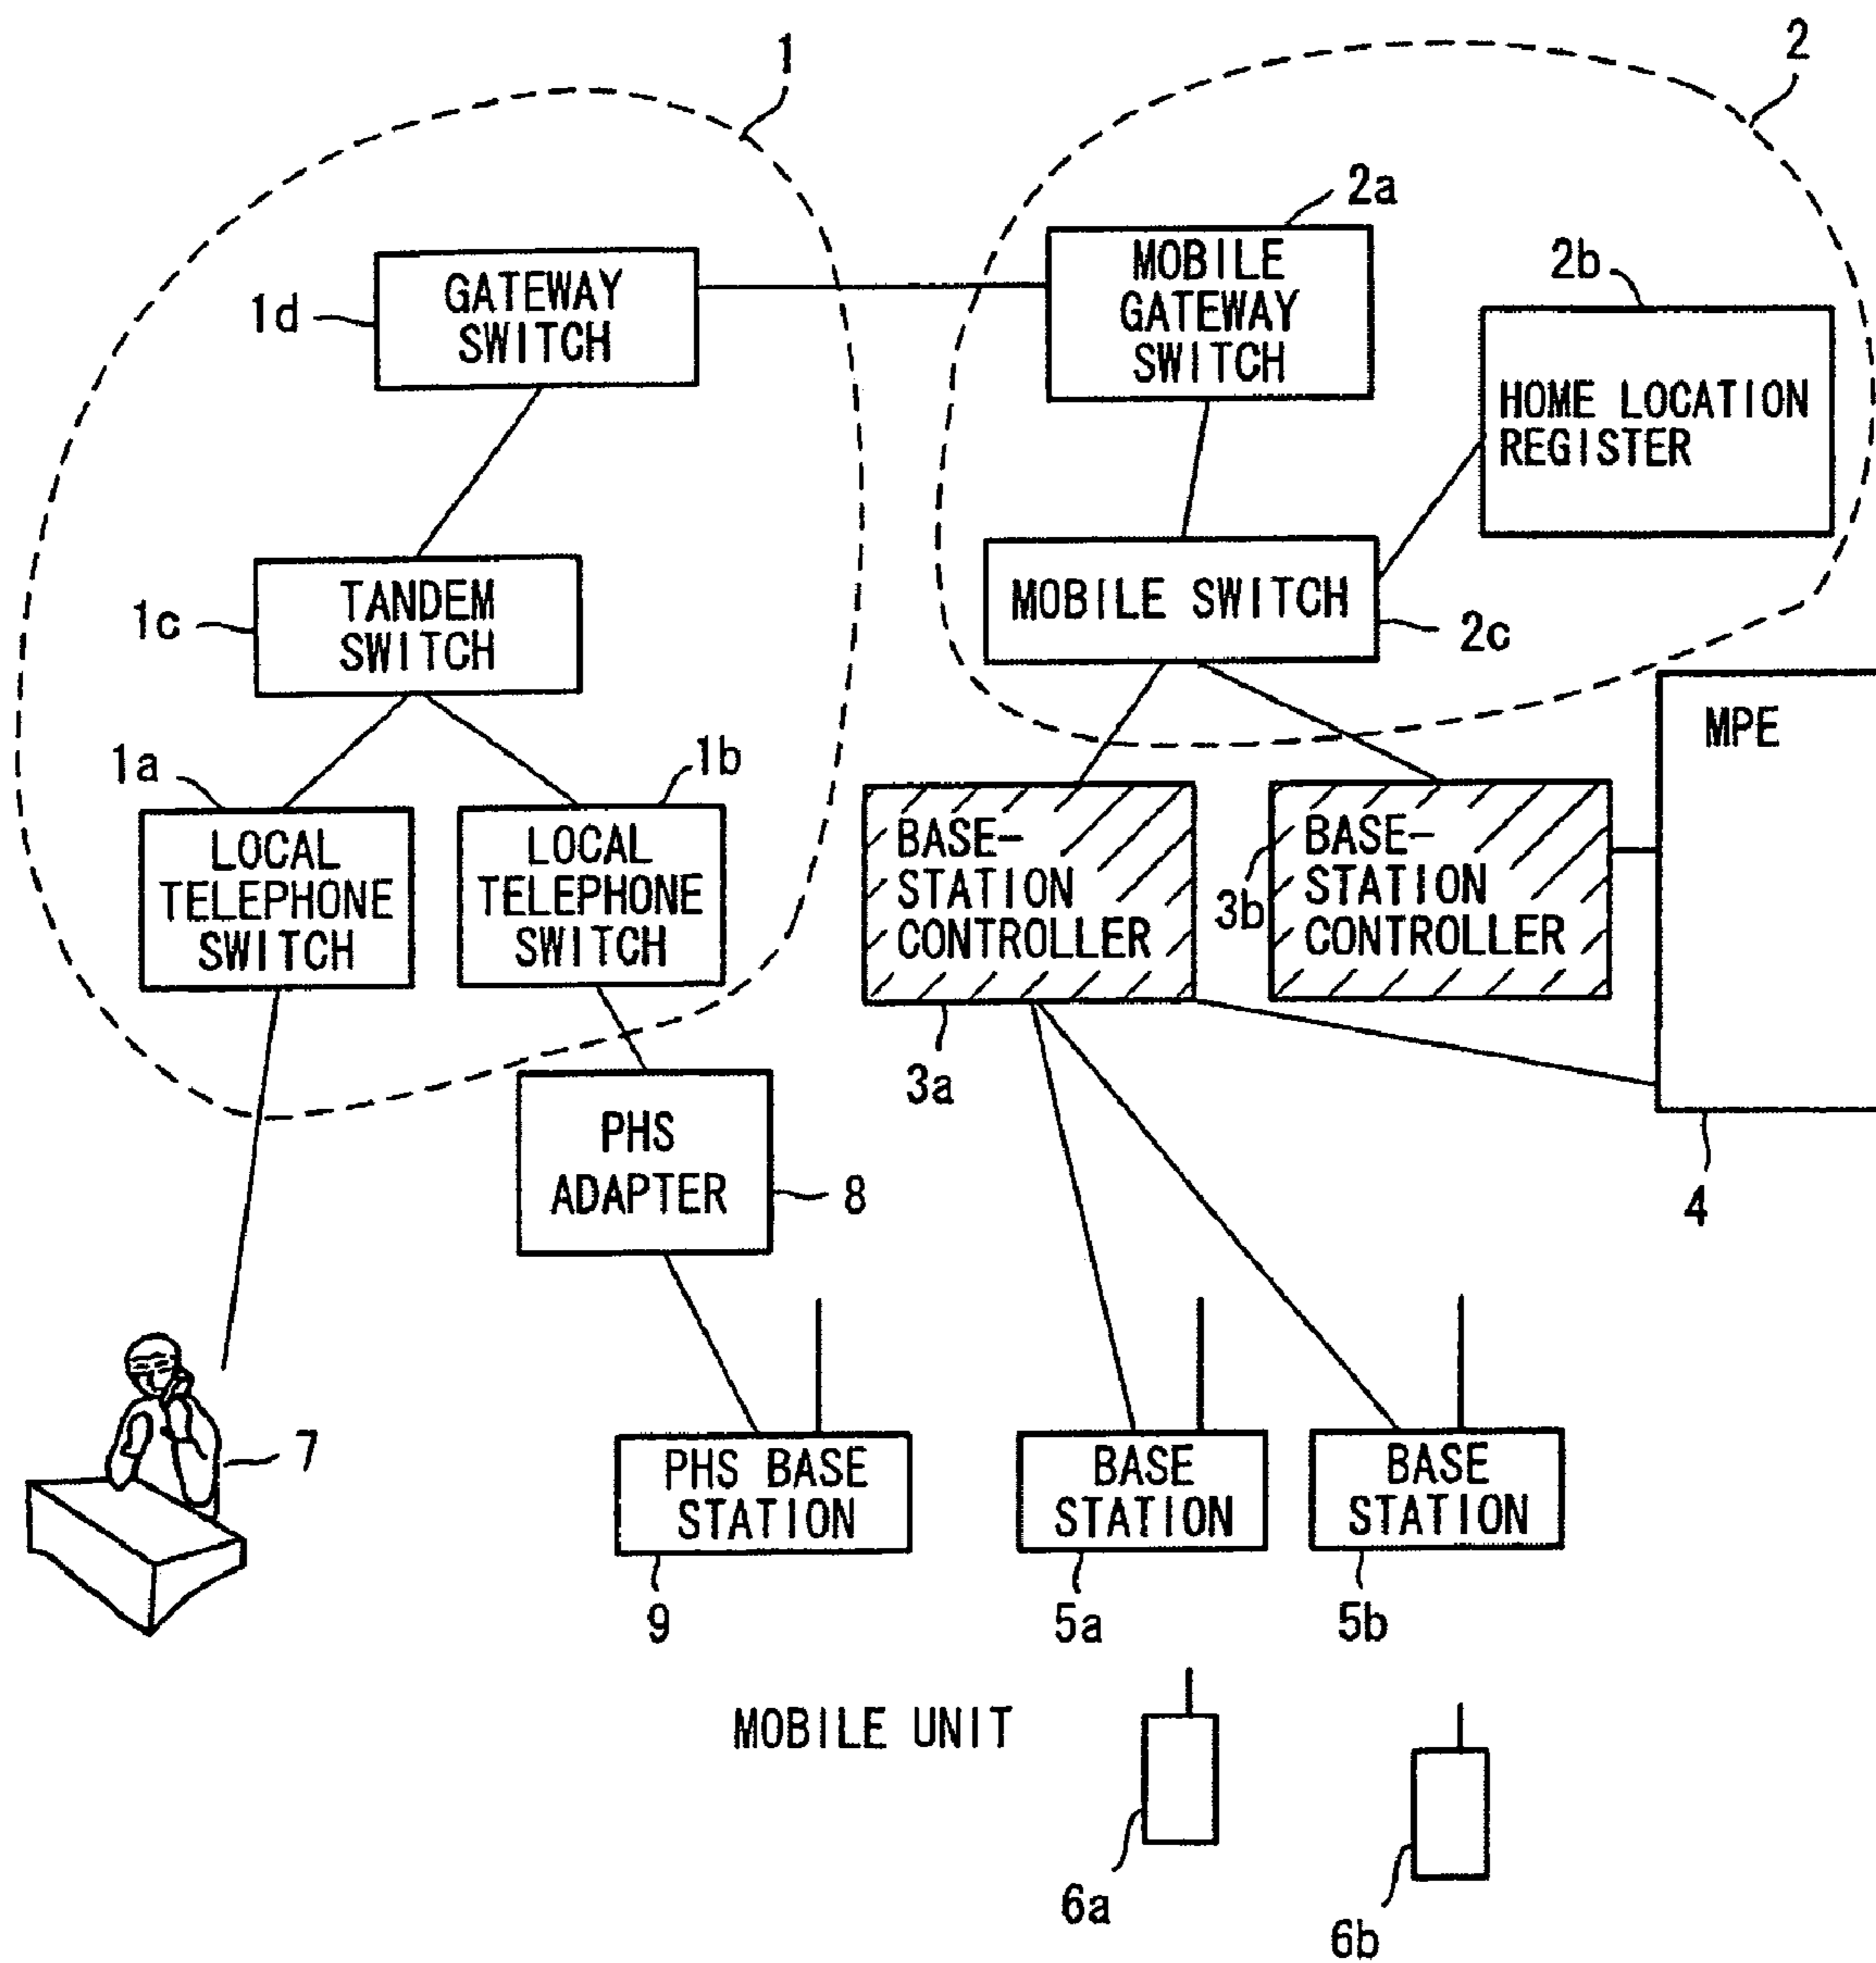 1
2
2a
MOBILE
GATEWAY
SWITCH
2b
1d
GATEWAY
SWITCH
HOME LOCATION
REGISTER
1c
TANDEM
SWITCH
MOBILE SWITCH
2c
MPE
1a
1b
LOCAL
TELEPHONE
SWITCH
LOCAL
TELEPHONE
SWITCH
BASE-
STATION
CONTROLLER
3b
BASE-
STATION
CONTROLLER
3a
PHS
ADAPTER
8
4
7
PHS BASE
STATION
BASE
STATION
BASE
STATION
9
5a
5b
MOBILE UNIT
6a
6b